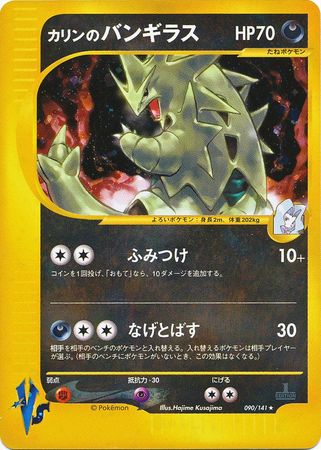 カリンのバンギラス HP70
たねポケモン
よろいポケモン：身長2m、体重202kg
ふみつけ 10+
コインを1回投げ、「おもて」なら、10ダメージを追加する。
なげとばす 30
相手を相手のベンチのポケモンと入れ替える。入れ替えるポケモンは相手プレイヤー
が選ぶ。（相手のベンチにポケモンがいないとき、この効果はなくなる。）
弱点 抵抗力 -30 にげる
©Pokémon Illus.Hajime Kusajima 090/141★
1 EDITION